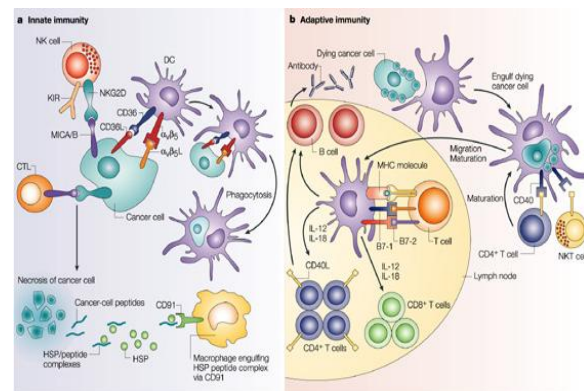 a Innate immunity
NK cell
DC
NKG2D
KIR
CD36
CD36L
αvβ5
MICA/B
αvβ5L
CTL
Phagocytosis
Cancer cell
Necrosis of cancer cell
Cancer-cell peptides
CD91
HSP/peptide
complexes
HSP
Macrophage engulfing
HSP peptide complex
via CD91
b Adaptive immunity
Dying cancer cell
Antibody
Engulf dying
cancer cell
B cell
Migration
Maturation
MHC molecule
Maturation
CD40
IL-12
IL-18
B7-2
B7-1
T cell
CD4+ T cell
NKT cell
IL-12
IL-18
CD40L
Lymph node
CD8+ T cells
CD4+ T cells